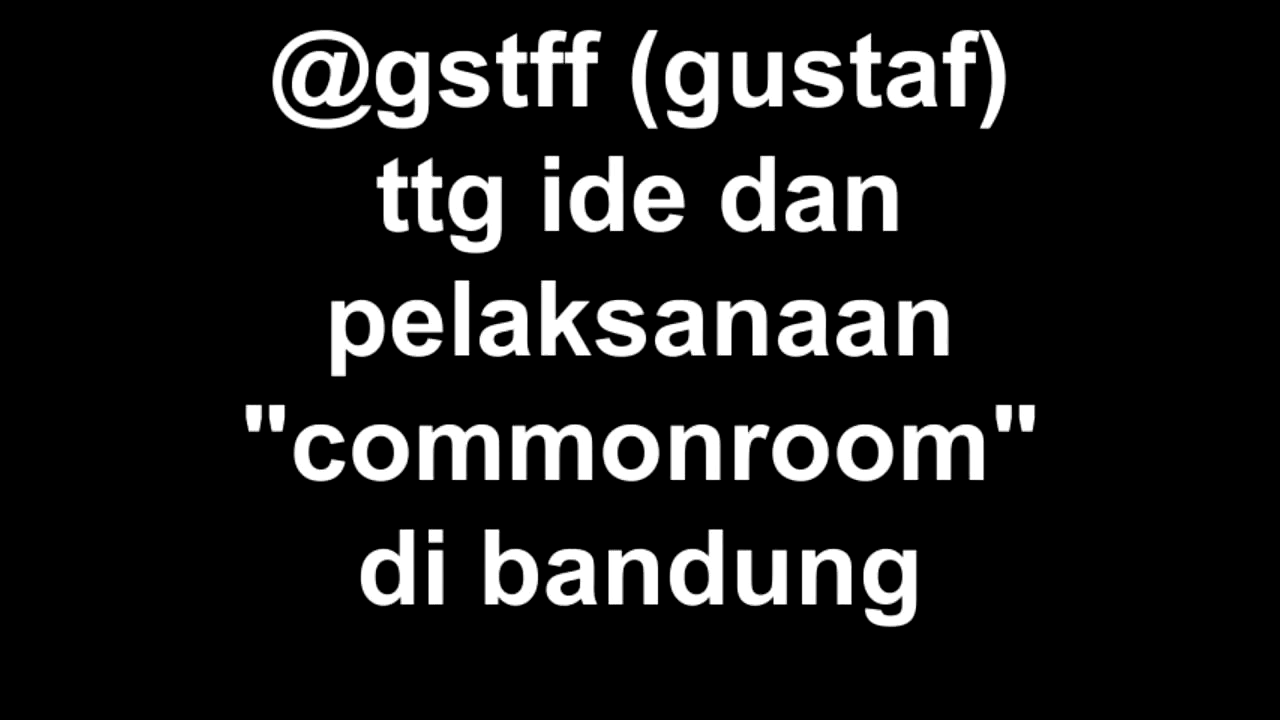 @gstff (gustaf)
ttg ide dan
pelaksanaan
"commonroom"
di bandung